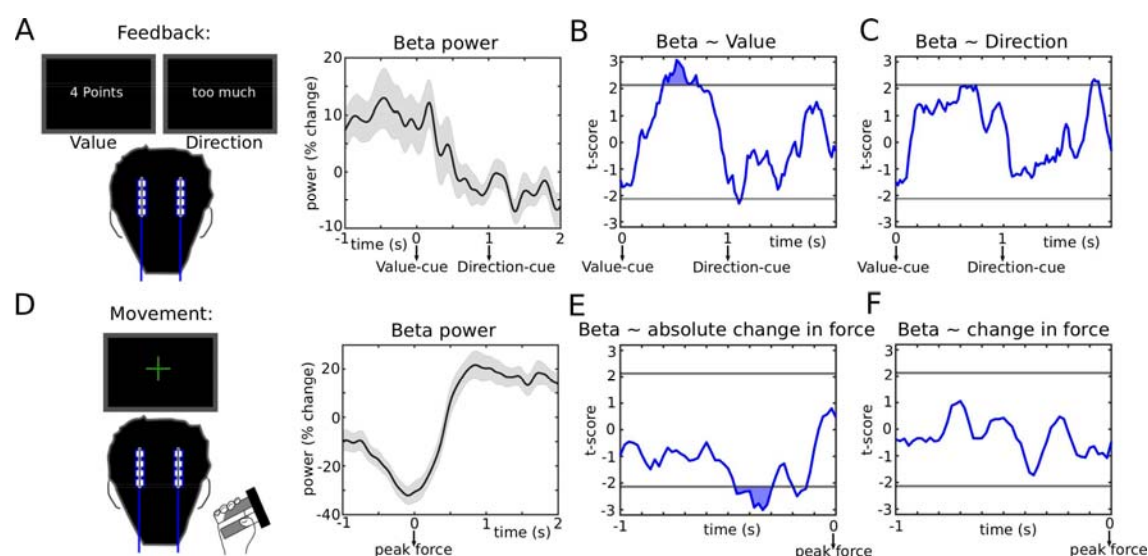 A
Feedback:
4 Points
too much
Value
Direction
Beta power
power (% change)
20
10
0
-10
-1
0
1
2
time (s)
Value-cue
Direction-cue
B
Beta ~ Value
t-score
3
2
1
0
-1
-2
-3
0
1
time (s)
Value-cue
Direction-cue
C
Beta ~ Direction
t-score
3
2
1
0
-1
-2
-3
0
1
time (s)
Value-cue
Direction-cue
D
Movement:
Beta power
power (% change)
20
0
-20
-40
-1
0
1
2
time (s)
peak force
E
Beta ~ absolute change in force
t-score
3
2
1
0
-1
-2
-3
-1
0
time (s)
peak force
F
Beta ~ change in force
t-score
3
2
1
0
-1
-2
-3
-1
0
time (s)
peak force